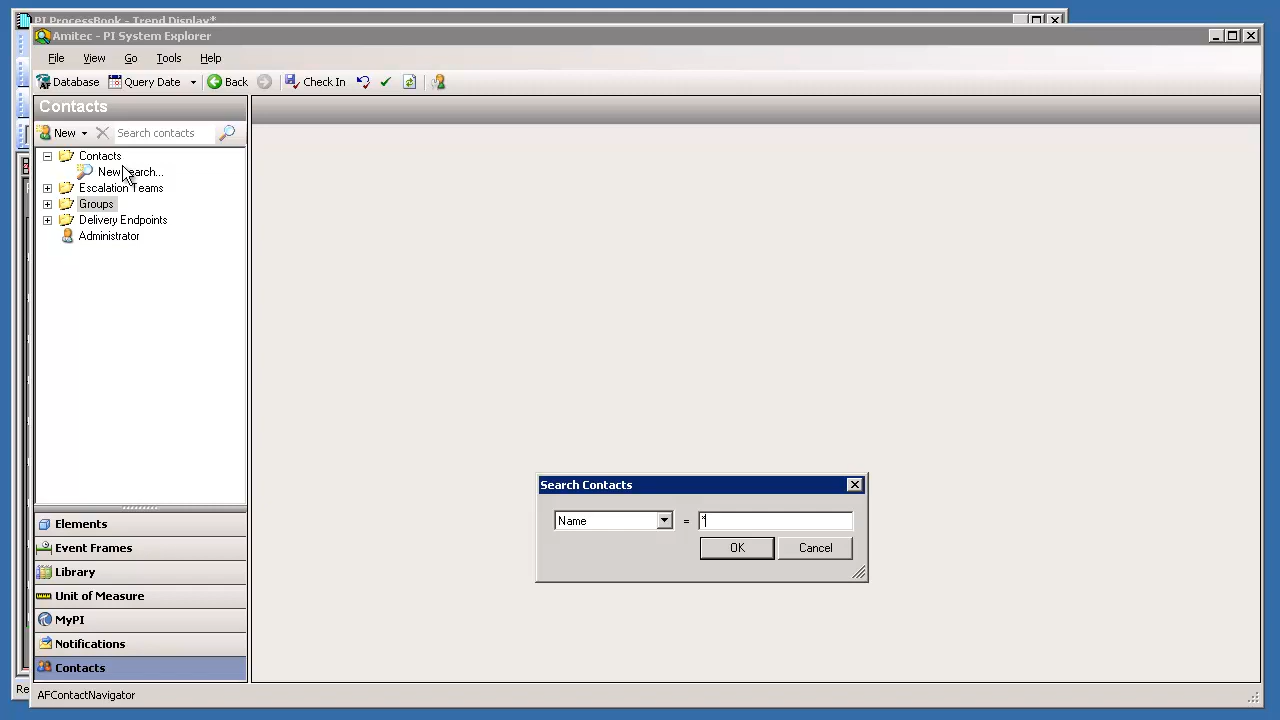 PI ProcessBook - Trend Display*
Amitec - PI System Explorer
File View Go Tools Help
Database Query Date Back Check In
Contacts
New Search contacts
Contacts
New Search...
Escalation Teams
Groups
Delivery Endpoints
Administrator
Search Contacts
Name = *
OK Cancel
Elements
Event Frames
Library
Unit of Measure
MyPI
Notifications
Contacts
Re
AFContactNavigator